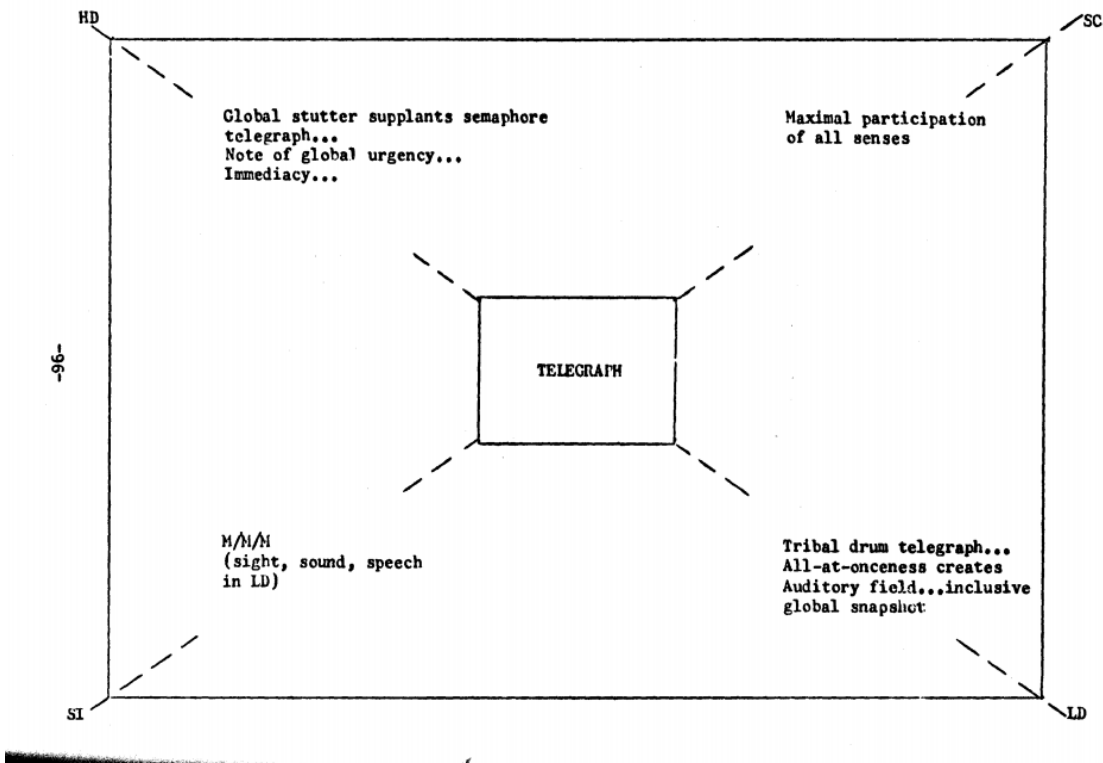 HD
SC
Global stutter supplants semaphore
telegraph...
Note of global urgency...
Immediacy...
Maximal participation
of all senses
-96-
TELEGRAPH
M/M/M
(sight, sound, speech
in LD)
Tribal drum telegraph...
All-at-onceness creates
Auditory field...inclusive
global snapshot
SI
LD